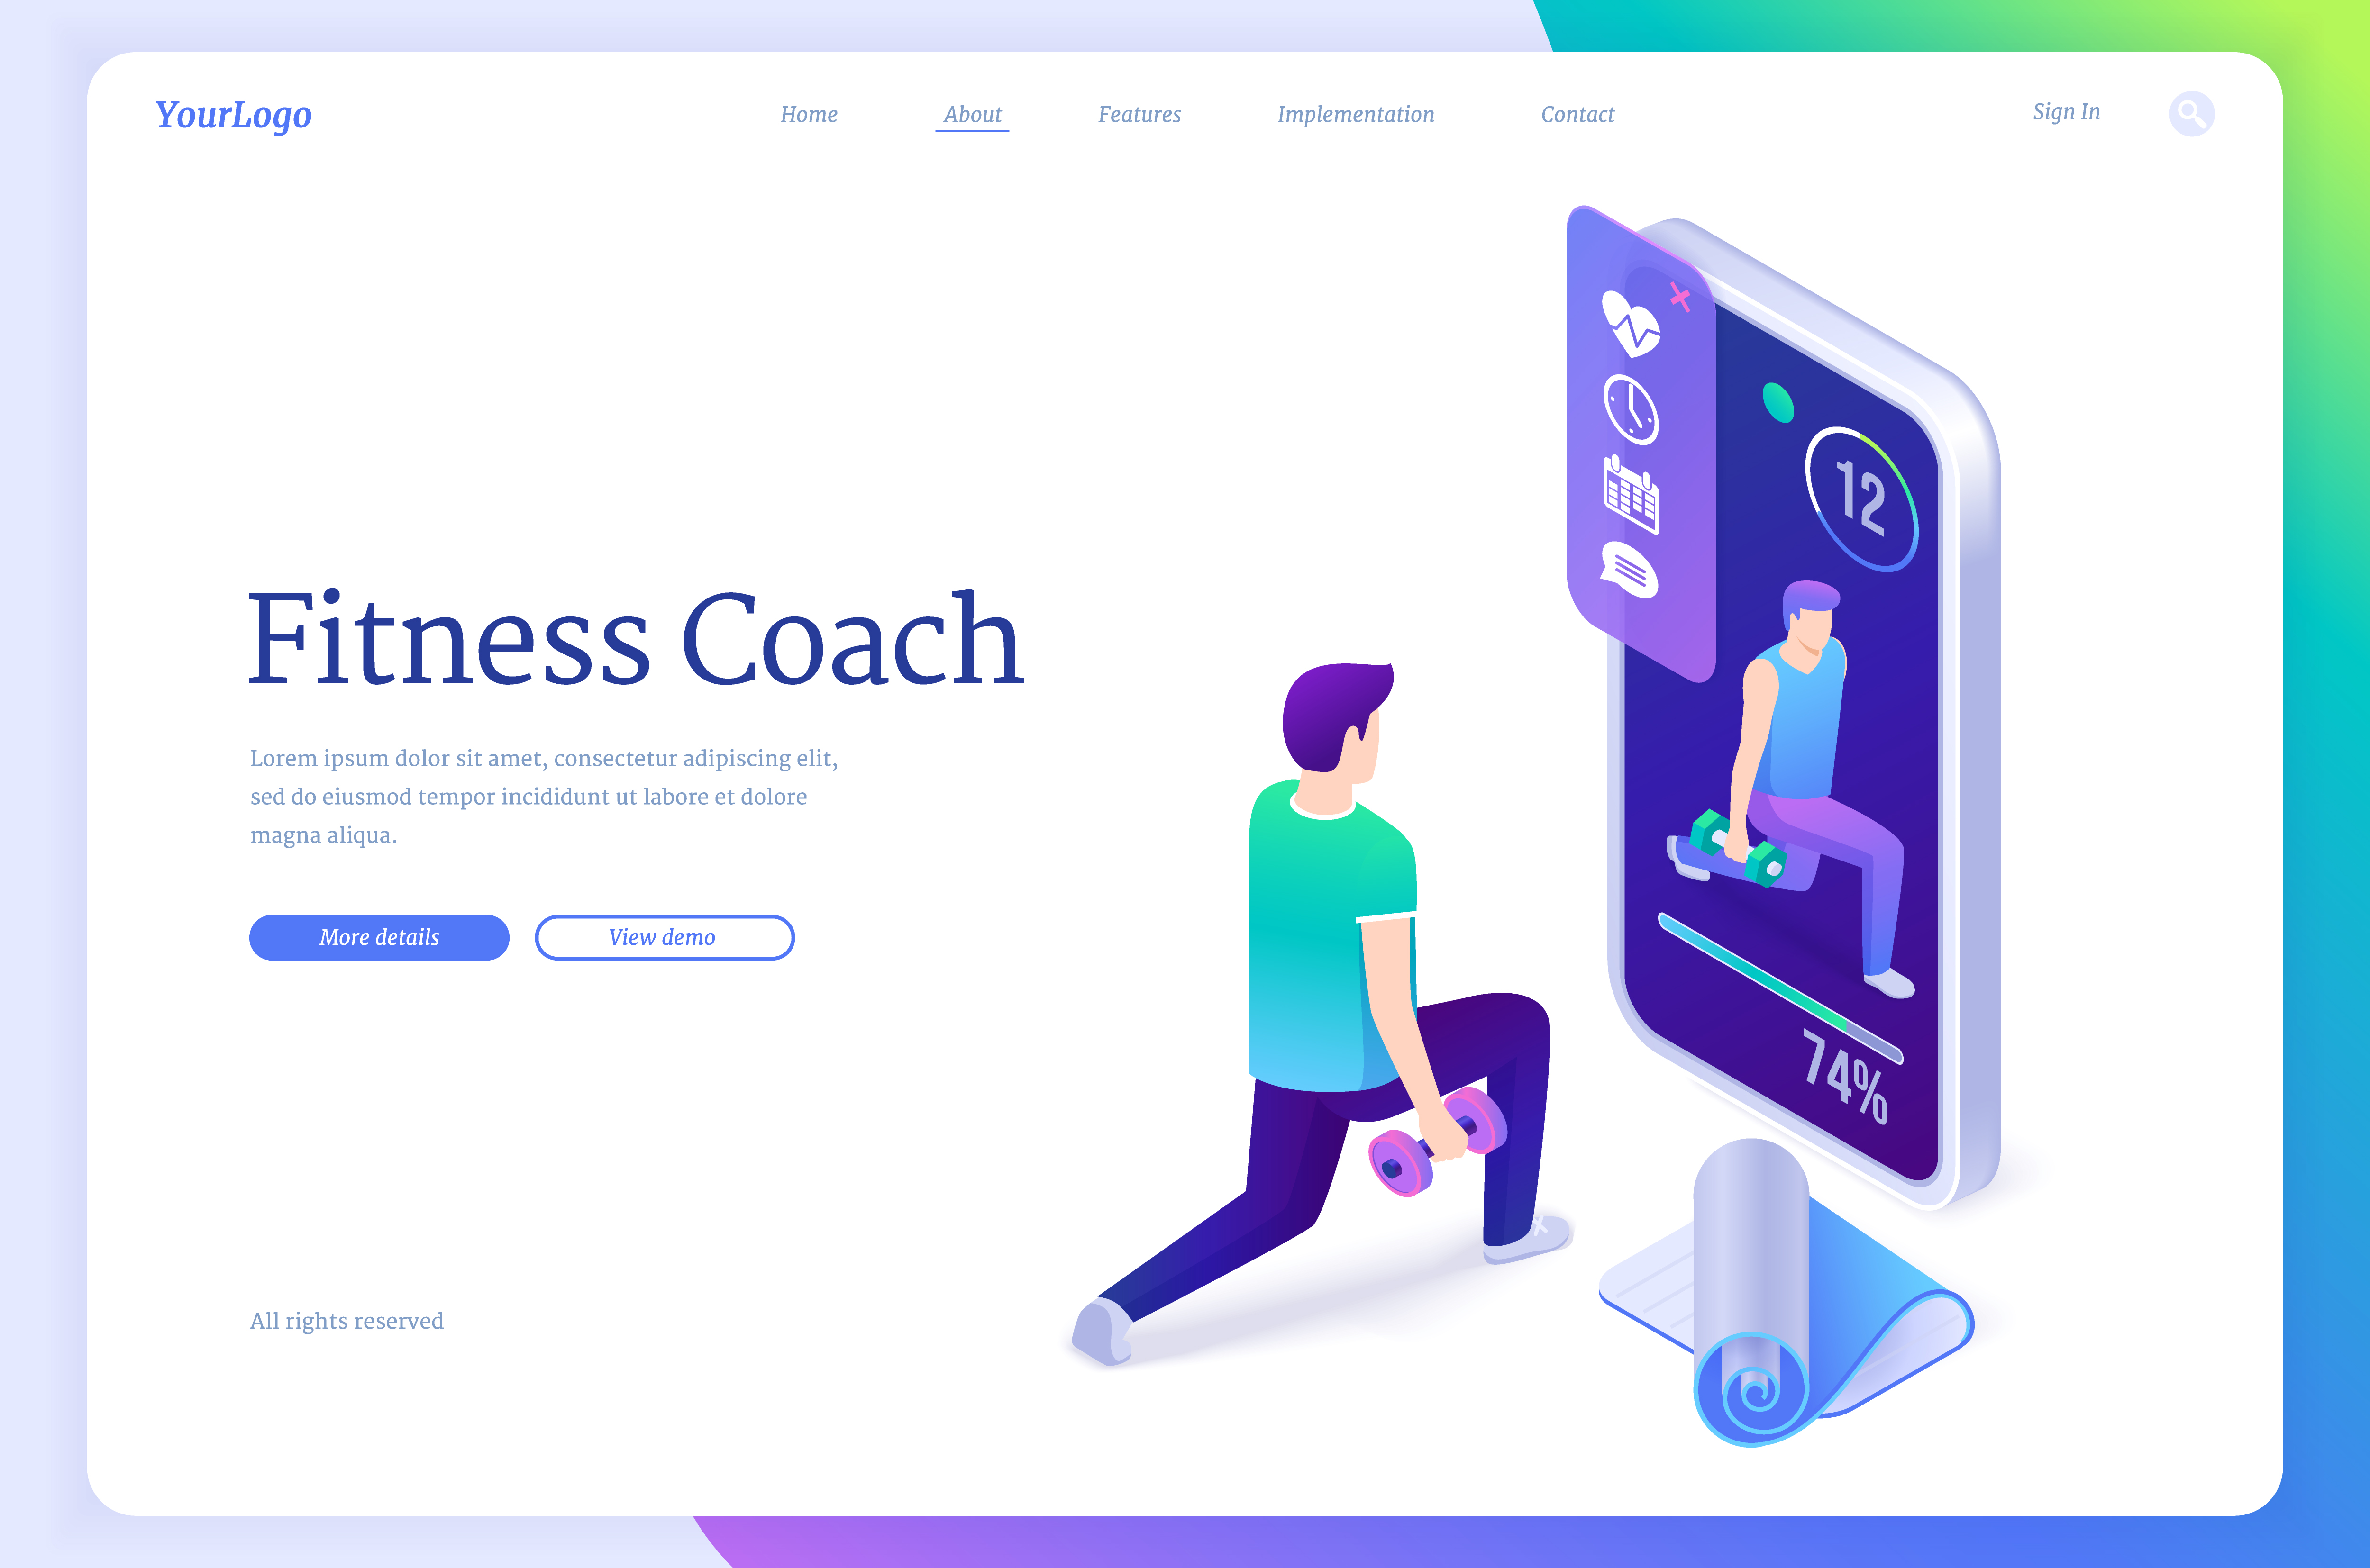 YourLogo
Home About Features Implementation Contact Sign In
12
Fitness Coach
Lorem ipsum dolor sit amet, consectetur adipiscing elit,
sed do eiusmod tempor incididunt ut labore et dolore
magna aliqua.
More details View demo
74%
All rights reserved